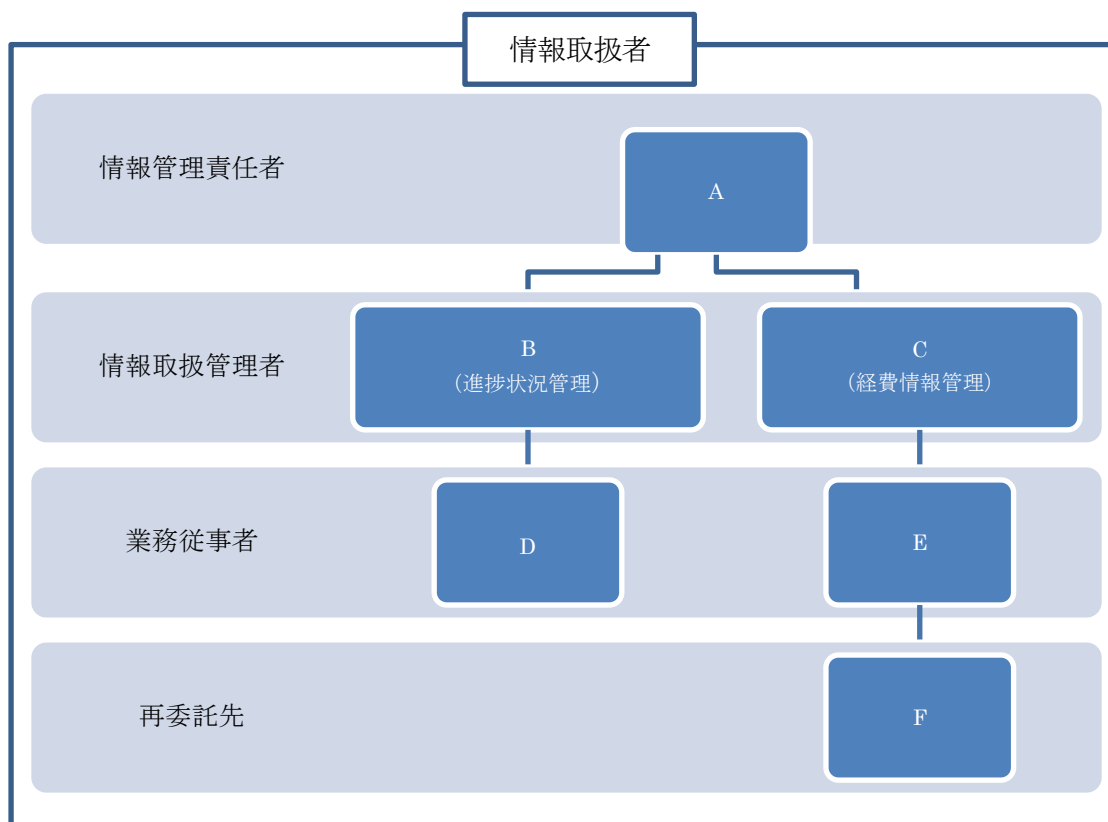 情報取扱者
情報管理責任者
A
情報取扱管理者
B
(進捗状況管理)
C
(経費情報管理)
業務従事者
D
E
再委託先
F